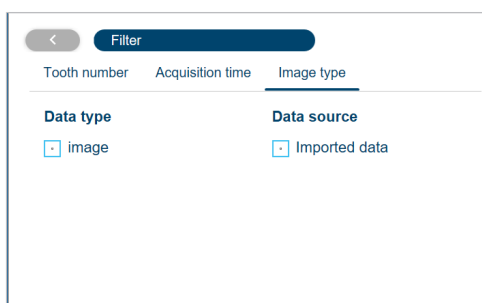 Filter
Tooth number Acquisition time Image type
Data type Data source
image Imported data